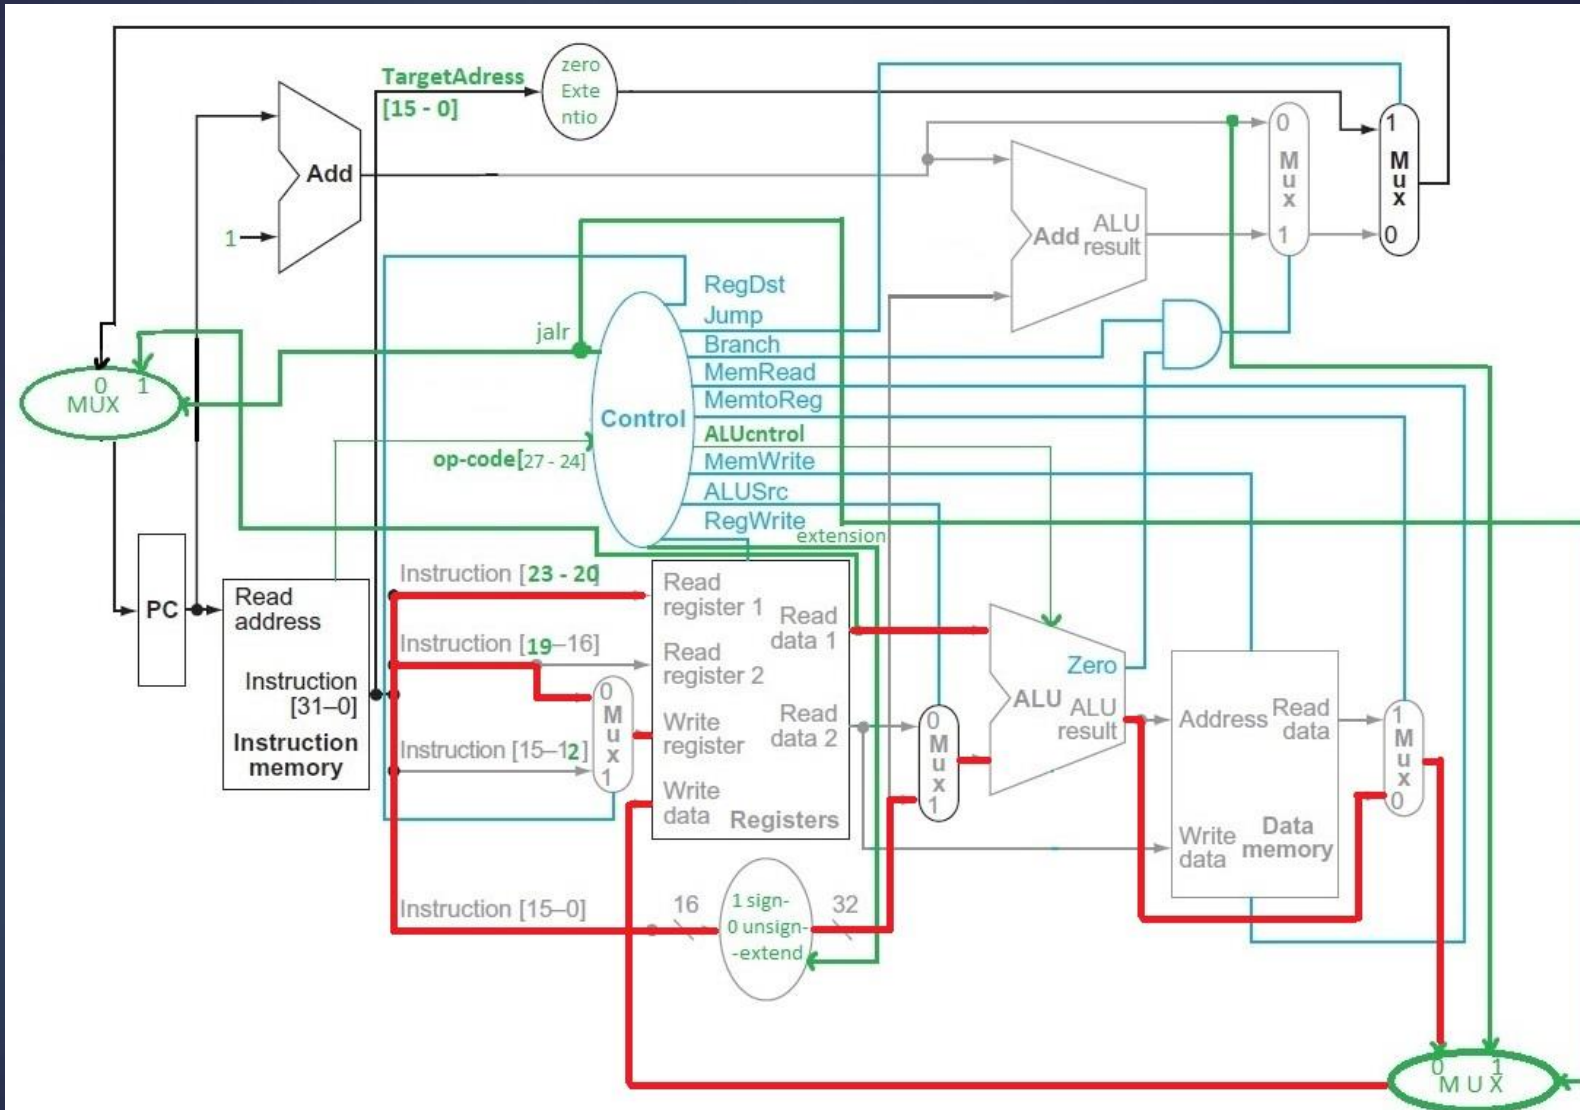 TargetAdress
[15 - 0]
zero
Exte
ntio
Add
1
0
Mux
1
1
Mux
0
Add
ALU
result
RegDst
Jump
Branch
MemRead
MemtoReg
ALUcntrol
MemWrite
ALUSrc
RegWrite
extension
jalr
Control
op-code[27 - 24]
0 1
MUX
PC
Read
address
Instruction
[31–0]
Instruction
memory
Instruction [23 - 20]
Instruction [19–16]
Instruction [15–12]
Instruction [15–0]
0
Mux
1
Read
register 1
Read
register 2
Write
register
Write
data
Read
data 1
Read
data 2
Registers
16
1 sign-
0 unsign-
-extend
32
0
Mux
1
Zero
ALU
ALU
result
Address
Read
data
Write
data
Data
memory
1
Mux
0
0 1
MUX